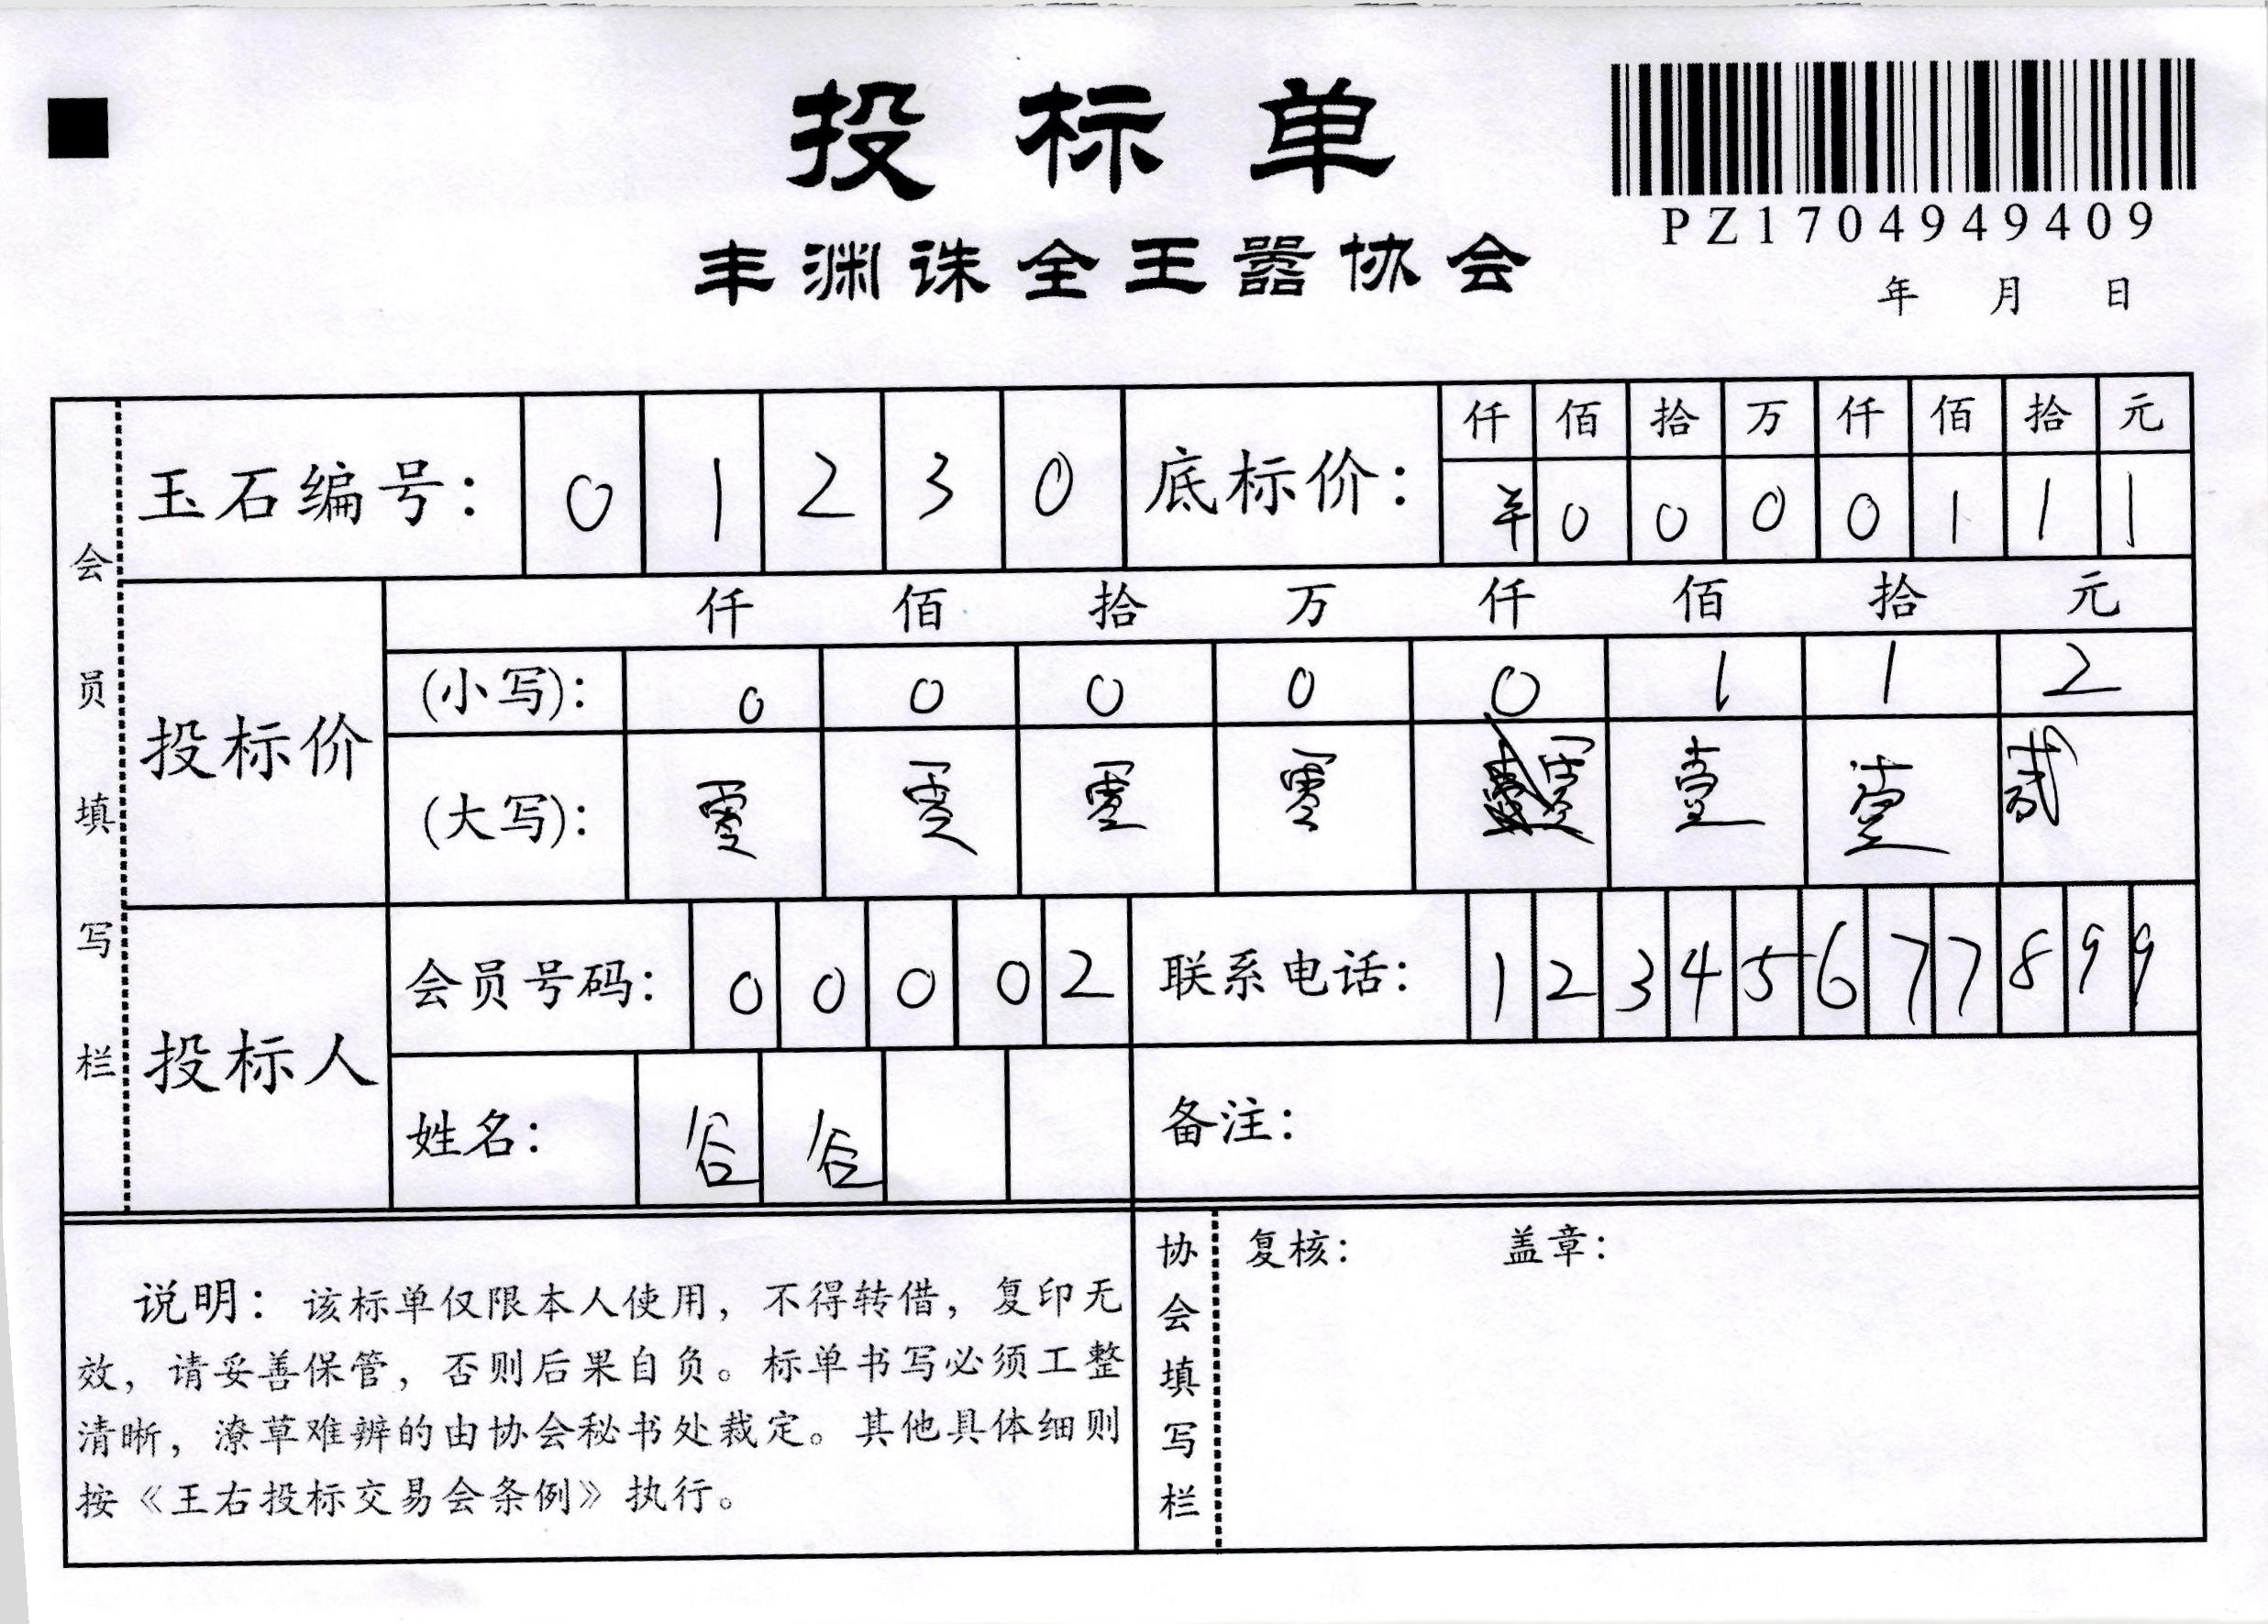 投标单
PZ1704949409
丰渊诛全王嚣协会
年 月 日
会员填写栏
仟 佰 拾 万 仟 佰 拾 元
玉石编号: 0 1 2 3 0 底标价: ¥ 0 0 0 0 1 1 1
仟 佰 拾 万 仟 佰 拾 元
投标价
(小写): 0 0 0 0 0 1 1 2
(大写): 零 零 零 零 零 壹 壹 贰
投标人
会员号码: 0 0 0 0 2 联系电话: 1 2 3 4 5 6 7 7 8 9 9
姓名: 谷 谷 备注:
协会填写栏
复核: 盖章:
说明: 该标单仅限本人使用, 不得转借, 复印无
效, 请妥善保管, 否则后果自负。标单书写必须工整
清晰, 潦草难辨的由协会秘书处裁定。其他具体细则
按《王右投标交易会条例》执行。